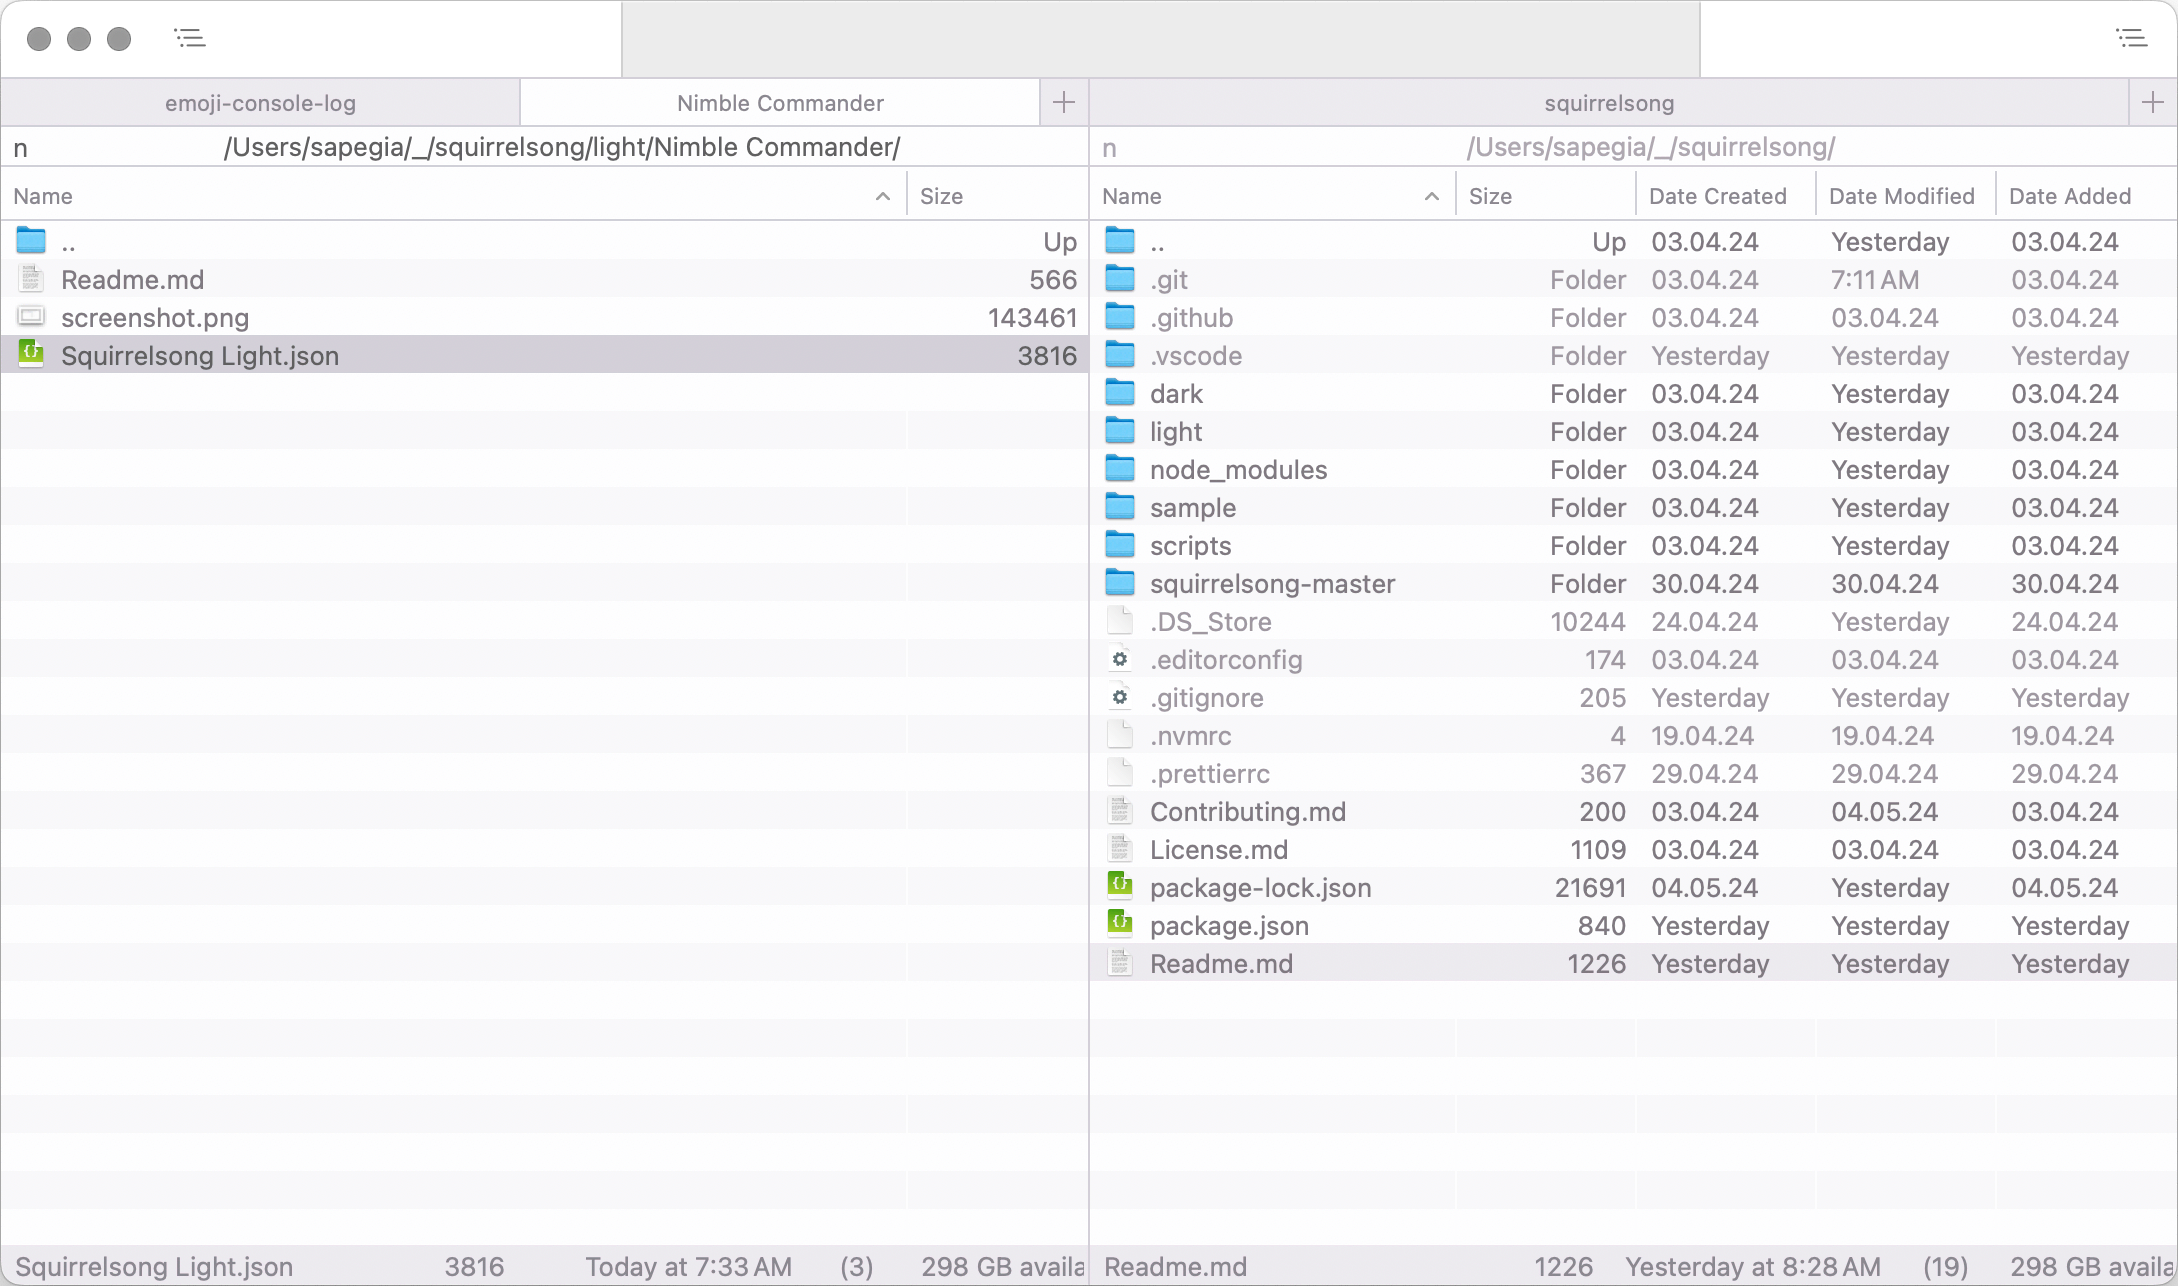 emoji-console-log
Nimble Commander
squirrelsong
n /Users/sapegia/_/squirrelsong/light/Nimble Commander/
Name Size
.. Up
Readme.md 566
screenshot.png 143461
Squirrelsong Light.json 3816
Squirrelsong Light.json 3816 Today at 7:33 AM (3) 298 GB availa
n /Users/sapegia/_/squirrelsong/
Name Size Date Created Date Modified Date Added
.. Up 03.04.24 Yesterday 03.04.24
.git Folder 03.04.24 7:11 AM 03.04.24
.github Folder 03.04.24 03.04.24 03.04.24
.vscode Folder Yesterday Yesterday Yesterday
dark Folder 03.04.24 Yesterday 03.04.24
light Folder 03.04.24 Yesterday 03.04.24
node_modules Folder 03.04.24 Yesterday 03.04.24
sample Folder 03.04.24 Yesterday 03.04.24
scripts Folder 03.04.24 Yesterday 03.04.24
squirrelsong-master Folder 30.04.24 30.04.24 30.04.24
.DS_Store 10244 24.04.24 Yesterday 24.04.24
.editorconfig 174 03.04.24 03.04.24 03.04.24
.gitignore 205 Yesterday Yesterday Yesterday
.nvmrc 4 19.04.24 19.04.24 19.04.24
.prettierrc 367 29.04.24 29.04.24 29.04.24
Contributing.md 200 03.04.24 04.05.24 03.04.24
License.md 1109 03.04.24 03.04.24 03.04.24
package-lock.json 21691 04.05.24 Yesterday 04.05.24
package.json 840 Yesterday Yesterday Yesterday
Readme.md 1226 Yesterday Yesterday Yesterday
Readme.md 1226 Yesterday at 8:28 AM (19) 298 GB availa